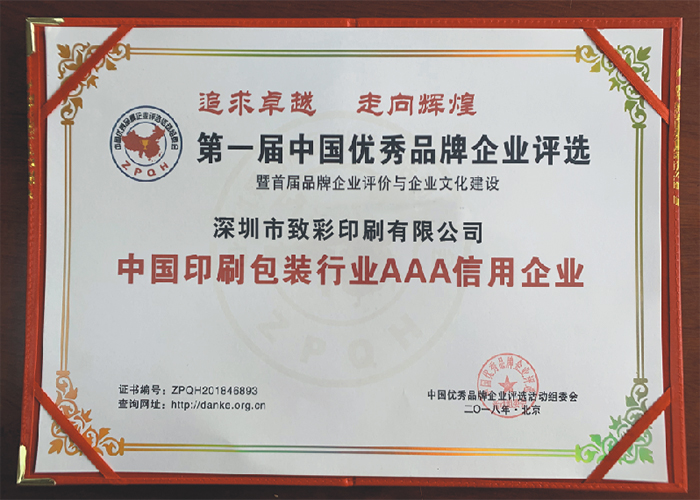 追求卓越 走向辉煌
ZPQH
第一届中国优秀品牌企业评选
暨首届品牌企业评价与企业文化建设
深圳市致彩印刷有限公司
中国印刷包装行业AAA信用企业
ZPQH
证书编号：ZPQH201846893
查询网址：http://dankc.org.cn
中国优秀品牌企业评选活动组委会
二〇一八年·北京